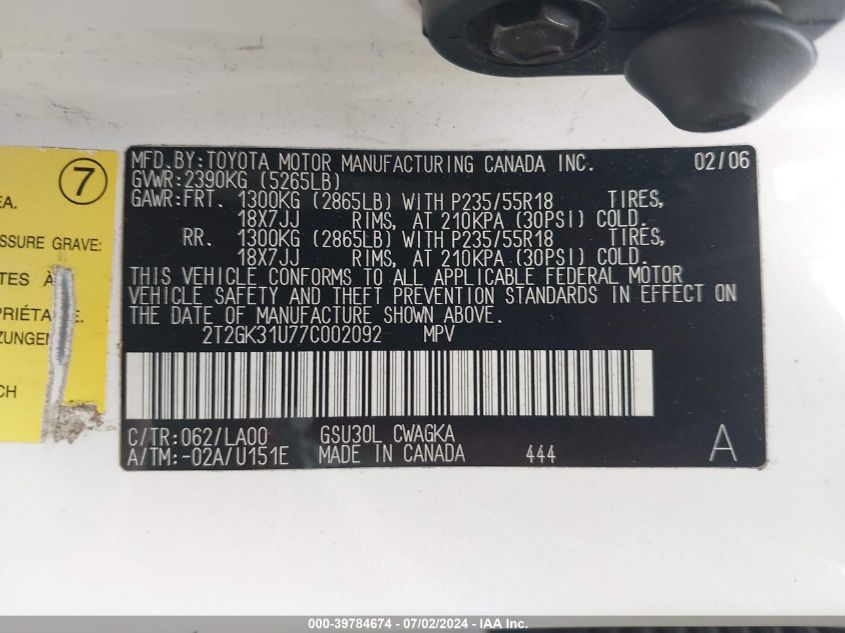 MFD.BY:TOYOTA MOTOR MANUFACTURING CANADA INC. 02/06
GVWR:2390KG (5265LB)
GAWR:FRT. 1300KG (2865LB) WITH P235/55R18 TIRES,
18X7JJ RIMS, AT 210KPA (30PSI) COLD.
RR. 1300KG (2865LB) WITH P235/55R18 TIRES,
18X7JJ RIMS, AT 210KPA (30PSI) COLD.
THIS VEHICLE CONFORMS TO ALL APPLICABLE FEDERAL MOTOR
VEHICLE SAFETY AND THEFT PREVENTION STANDARDS IN EFFECT ON
THE DATE OF MANUFACTURE SHOWN ABOVE.
2T2GK31U77C002092 MPV
C/TR:062/LA00 GSU30L CWAGKA
A/TM:-02A/U151E MADE IN CANADA 444 A
7
EA.
SSURE GRAVE:
TES À
PRIÉTA
ZUNGEN
CH
000-39784674 / 07/02/2024 - IAA Inc.